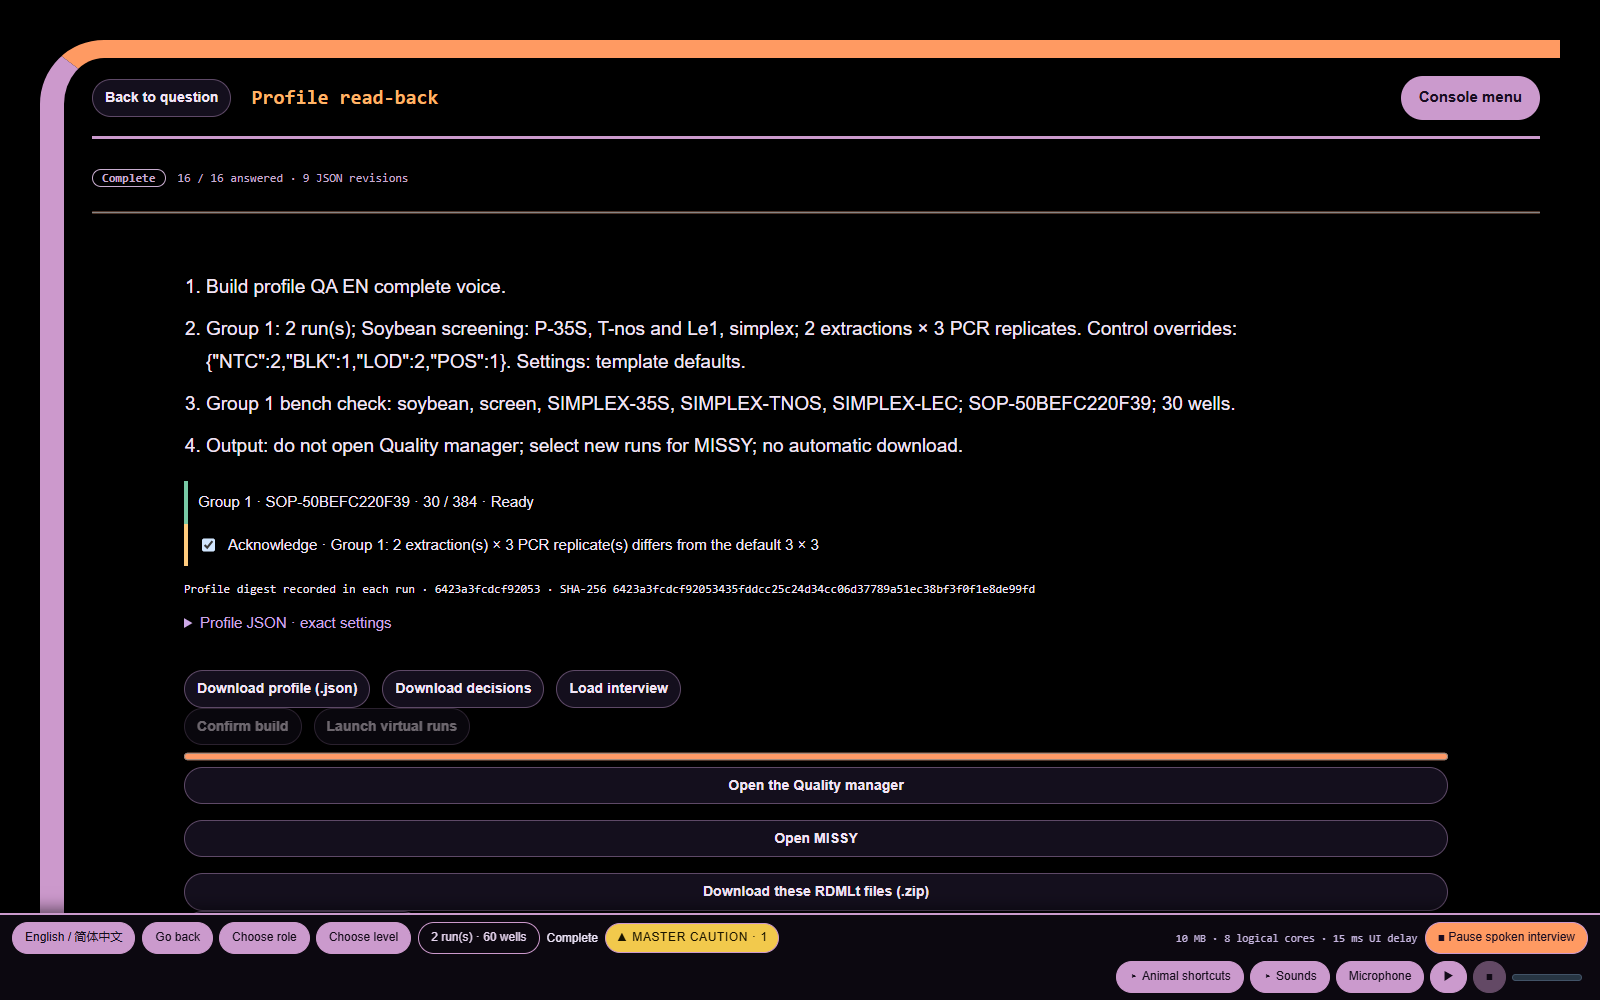 Back to question
Profile read-back
Console menu
Complete
16 / 16 answered · 9 JSON revisions
1. Build profile QA EN complete voice.
2. Group 1: 2 run(s); Soybean screening: P-35S, T-nos and Le1, simplex; 2 extractions × 3 PCR replicates. Control overrides:
{"NTC":2,"BLK":1,"LOD":2,"POS":1}. Settings: template defaults.
3. Group 1 bench check: soybean, screen, SIMPLEX-35S, SIMPLEX-TNOS, SIMPLEX-LEC; SOP-50BEFC220F39; 30 wells.
4. Output: do not open Quality manager; select new runs for MISSY; no automatic download.
Group 1 · SOP-50BEFC220F39 · 30 / 384 · Ready
Acknowledge · Group 1: 2 extraction(s) × 3 PCR replicate(s) differs from the default 3 × 3
Profile digest recorded in each run · 6423a3fcdcf92053 · SHA-256 6423a3fcdcf92053435fddcc25c24d34cc06d37789a51ec38bf3f0f1e8de99fd
Profile JSON · exact settings
Download profile (.json)
Download decisions
Load interview
Confirm build
Launch virtual runs
Open the Quality manager
Open MISSY
Download these RDMLt files (.zip)
English / 简体中文
Go back
Choose role
Choose level
2 run(s) · 60 wells
Complete
▲ MASTER CAUTION · 1
10 MB · 8 logical cores · 15 ms UI delay
Pause spoken interview
Animal shortcuts
Sounds
Microphone